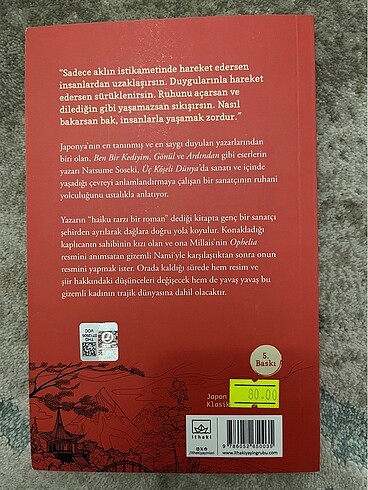 “Sadece aklın istikametinde hareket edersen
insanlardan uzaklaşırsın. Duygularınla hareket
edersen sürüklenirsin. Ruhunu açarsan ve
dilediğin gibi yaşamazsan sıkışırsın. Nasıl
bakarsan bak, insanlarla yaşamak zordur.”
Japonya’nın en tanınmış ve en saygı duyulan yazarlarından
biri olan, Ben Bir Kediyim, Gönül ve Ardından gibi eserlerin
yazarı Natsume Soseki, Üç Köşeli Dünya’da sanatı ve içinde
yaşadığı çevreyi anlamlandırmaya çalışan bir sanatçının ruhani
yolculuğunu ustalıkla anlatıyor.
Yazarın “haiku tarzı bir roman” dediği kitapta genç bir sanatçı
şehirden ayrılarak dağlara doğru yola koyulur. Konakladığı
kaplıcanın sahibinin kızı olan ve ona Millais’nin Ophelia
resmini anımsatan gizemli Nami’yle karşılaştıktan sonra onun
resmini yapmak ister. Orada kaldığı sürede hem resim ve
şiir hakkındaki düşünceleri değişecek hem de yavaş yavaş bu
gizemli kadının trajik dünyasına dahil olacaktır.
5.
Baskı
80.00
Japon
Klasik
ithaki
/ithakiyayinlari
9 786052 650035
www.ithakiyayingrubu.com